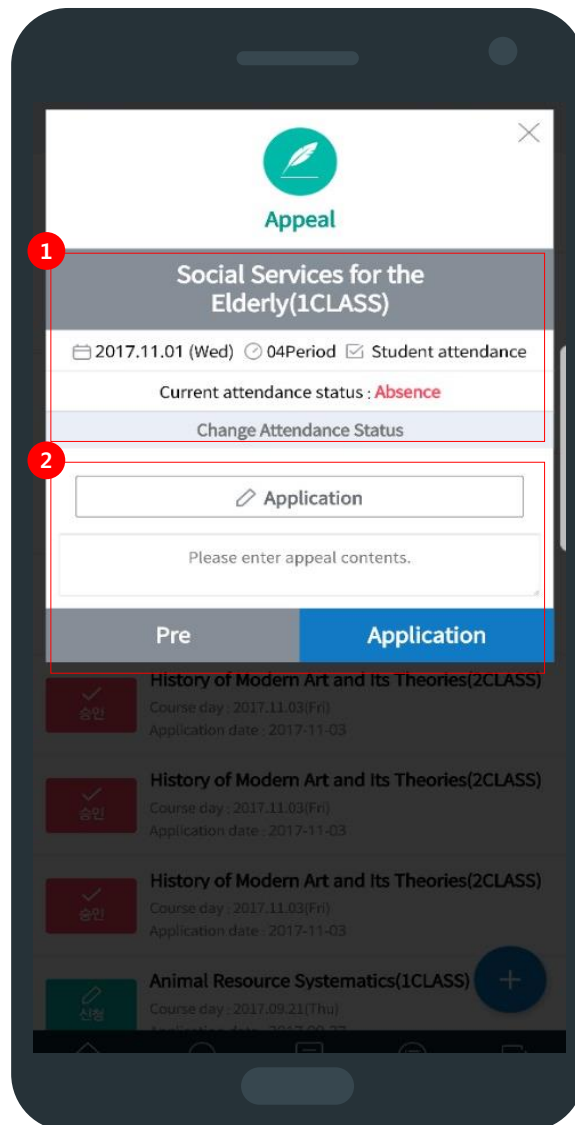 Appeal
1
Social Services for the
Elderly(1CLASS)
2017.11.01 (Wed) 04Period Student attendance
Current attendance status : Absence
Change Attendance Status
2
Application
Please enter appeal contents.
Pre Application
History of Modern Art and Its Theories(2CLASS)
승인
Course day : 2017.11.03(Fri)
Application date : 2017-11-03
History of Modern Art and Its Theories(2CLASS)
승인
Course day : 2017.11.03(Fri)
Application date : 2017-11-03
History of Modern Art and Its Theories(2CLASS)
승인
Course day : 2017.11.03(Fri)
Application date : 2017-11-03
Animal Resource Systematics(1CLASS)
신청
Course day : 2017.09.21(Thu)
Application date : 2017-09-27